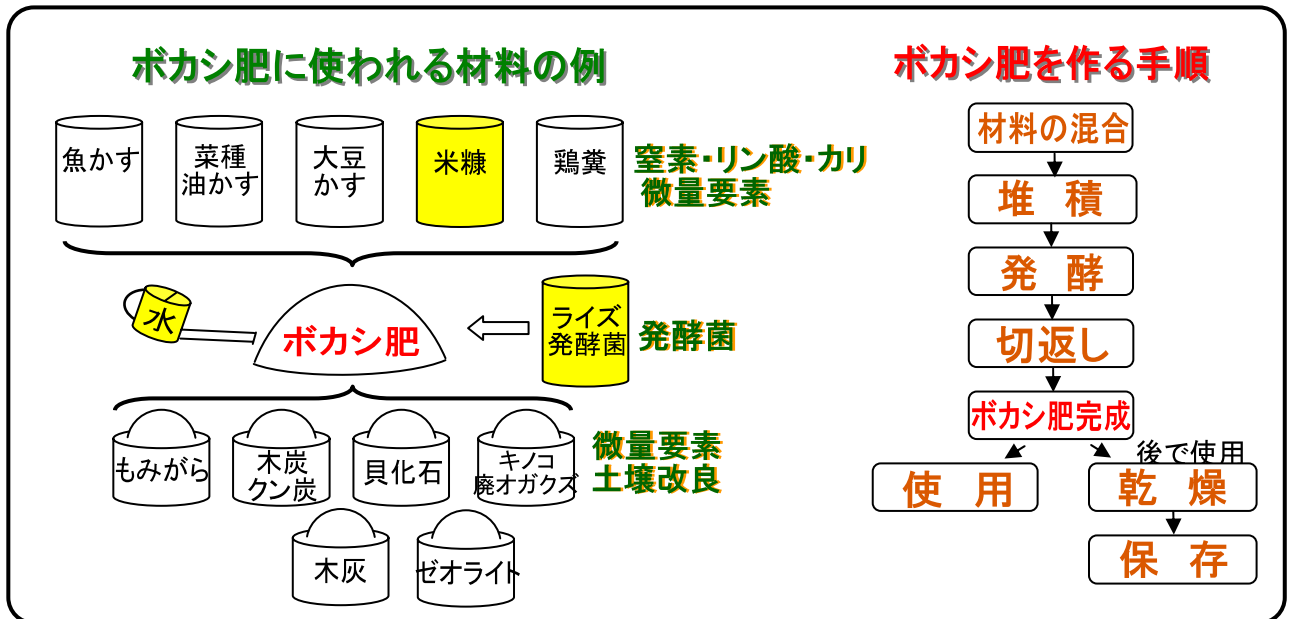 ボカシ肥に使われる材料の例
魚かす
菜種
油かす
大豆
かす
米糠
鶏糞
窒素・リン酸・カリ
微量要素
水
ボカシ肥
ライズ
発酵菌
発酵菌
もみがら
木炭
クン炭
貝化石
キノコ
廃オガクズ
微量要素
土壌改良
木灰
ゼオライト
ボカシ肥を作る手順
材料の混合
堆 積
発 酵
切返し
ボカシ肥完成
後で使用
使 用
乾 燥
保 存